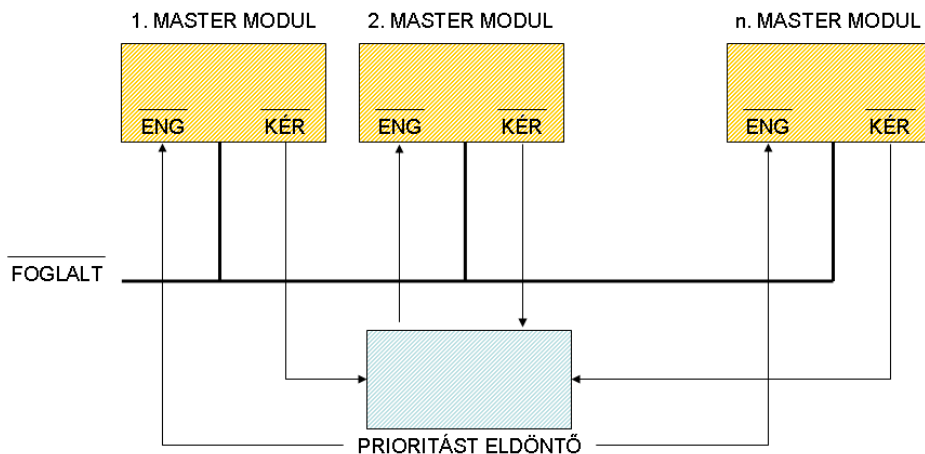 1. MASTER MODUL 2. MASTER MODUL n. MASTER MODUL
ENG KÉR ENG KÉR ENG KÉR
FOGLALT
PRIORITÁST ELDÖNTŐ